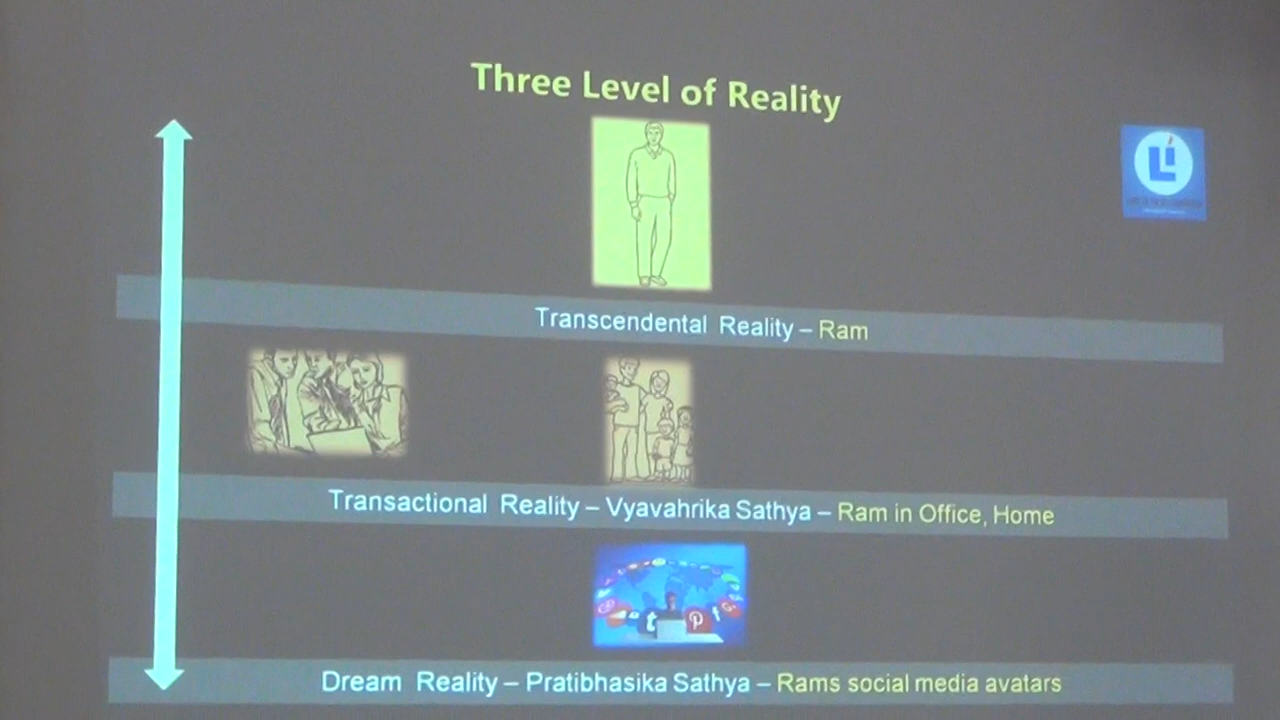 Three Level of Reality
Transcendental Reality – Ram
Transactional Reality – Vyavahrika Sathya – Ram in Office, Home
Dream Reality – Pratibhasika Sathya – Rams social media avatars